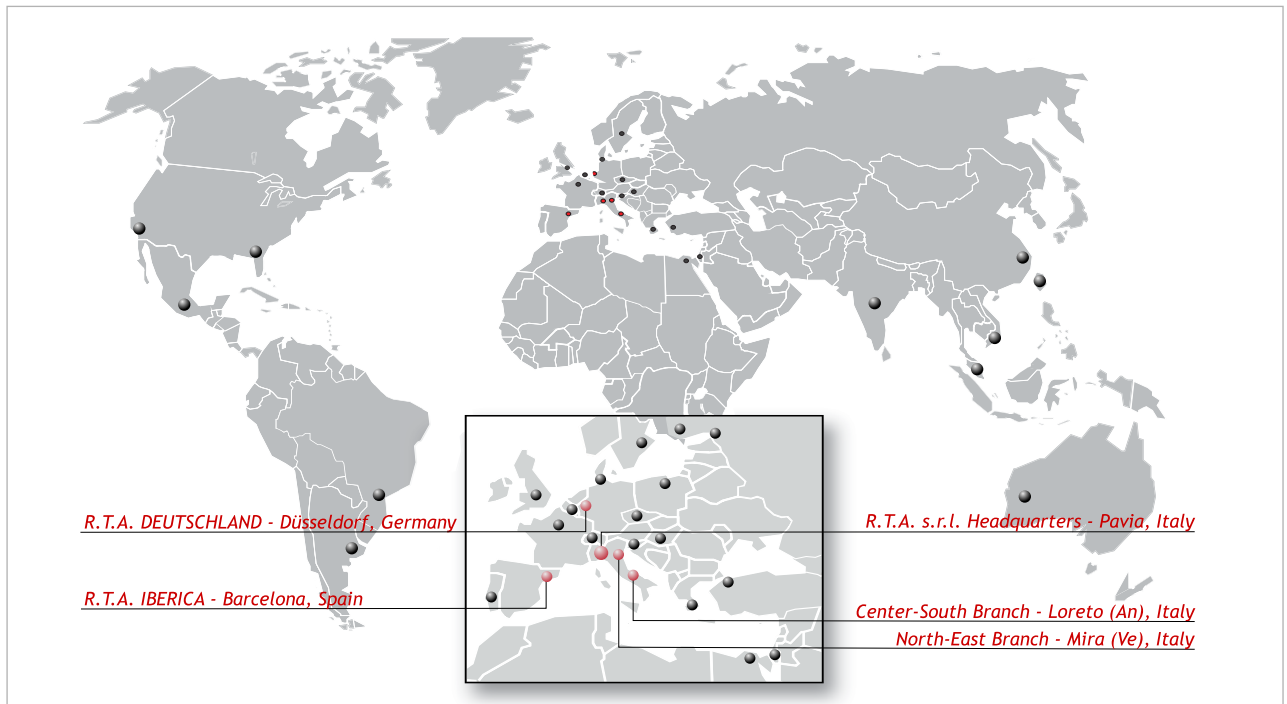 R.T.A. DEUTSCHLAND - Düsseldorf, Germany
R.T.A. s.r.l. Headquarters - Pavia, Italy
R.T.A. IBERICA - Barcelona, Spain
Center-South Branch - Loreto (An), Italy
North-East Branch - Mira (Ve), Italy